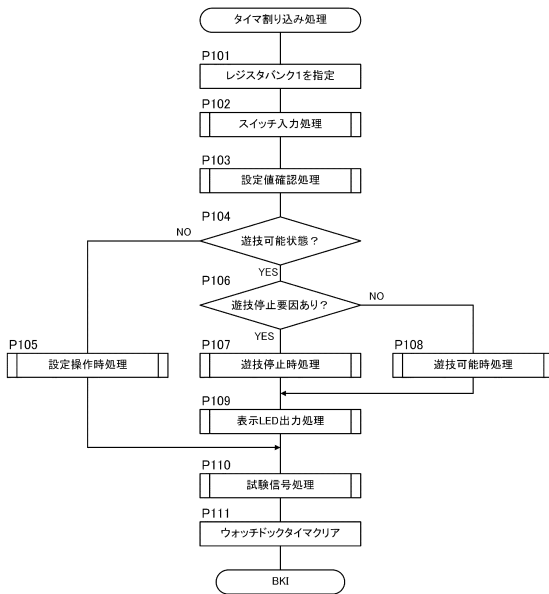 タイマ割り込み処理
P101
レジスタバンク1を指定
P102
スイッチ入力処理
P103
設定値確認処理
P104
遊技可能状態？
NO
YES
P106
遊技停止要因あり？
NO
YES
P105
設定操作時処理
P107
遊技停止時処理
P108
遊技可能時処理
P109
表示LED出力処理
P110
試験信号処理
P111
ウォッチドックタイマクリア
BKI